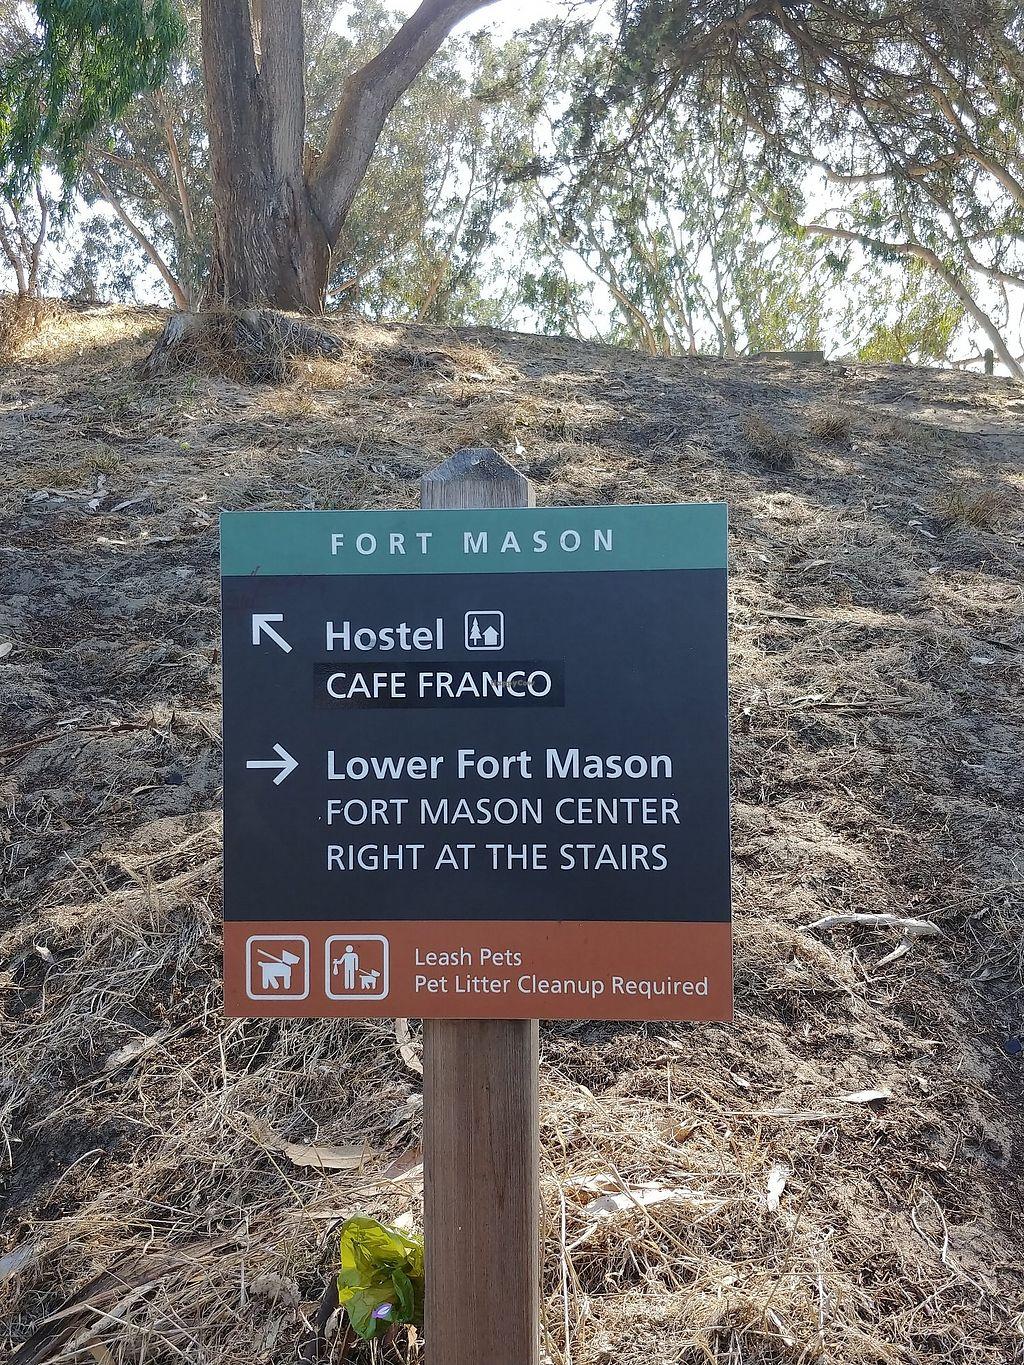 FORT MASON
Hostel
CAFE FRANCO
Lower Fort Mason
FORT MASON CENTER
RIGHT AT THE STAIRS
Leash Pets
Pet Litter Cleanup Required